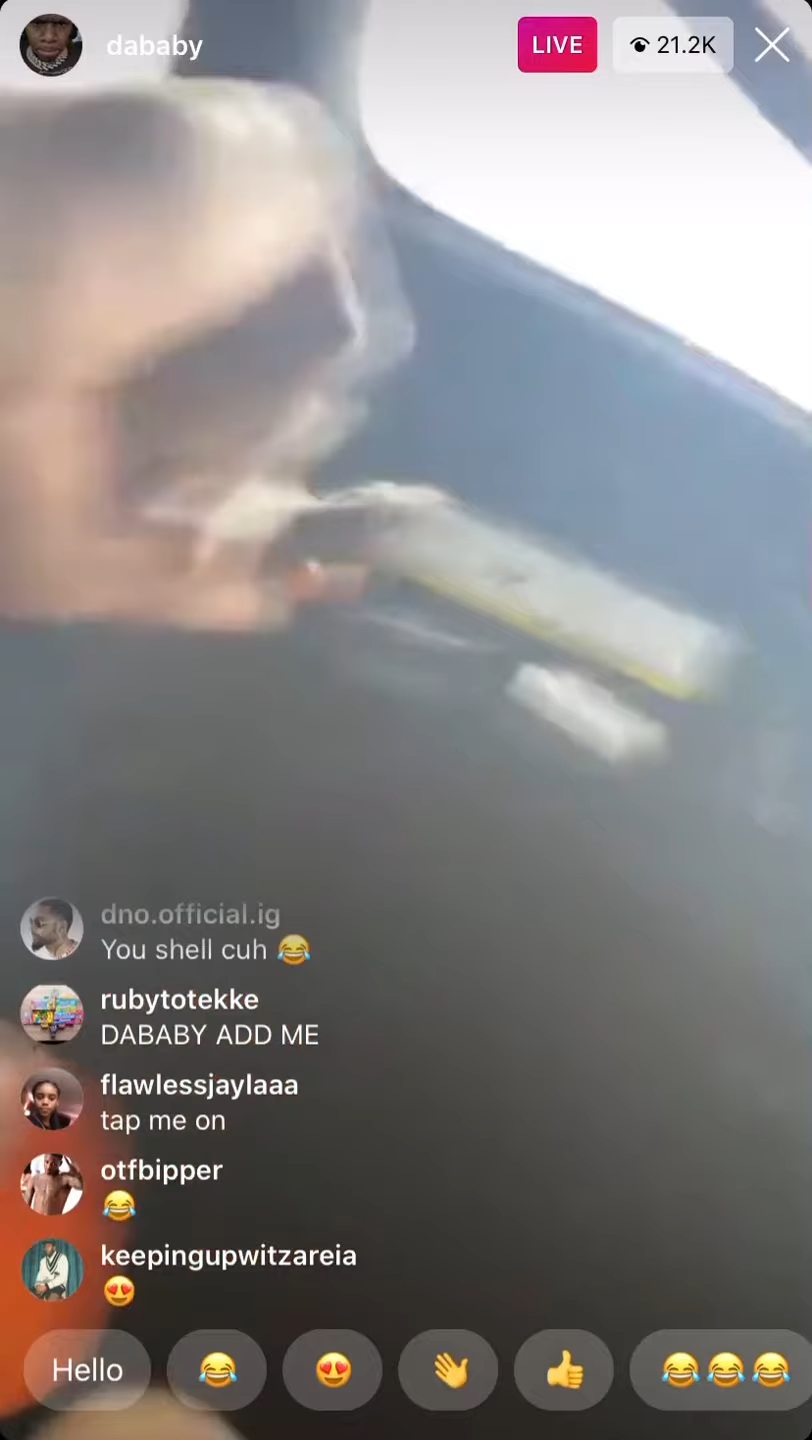 dababy
LIVE
21.2K
dno.official.ig
You shell cuh 😂
rubytotekke
DABABY ADD ME
flawlessjaylaaa
tap me on
otfbipper
😂
keepingupwitzareia
😍
Hello 😂 😍 👋 👍 😂😂😂